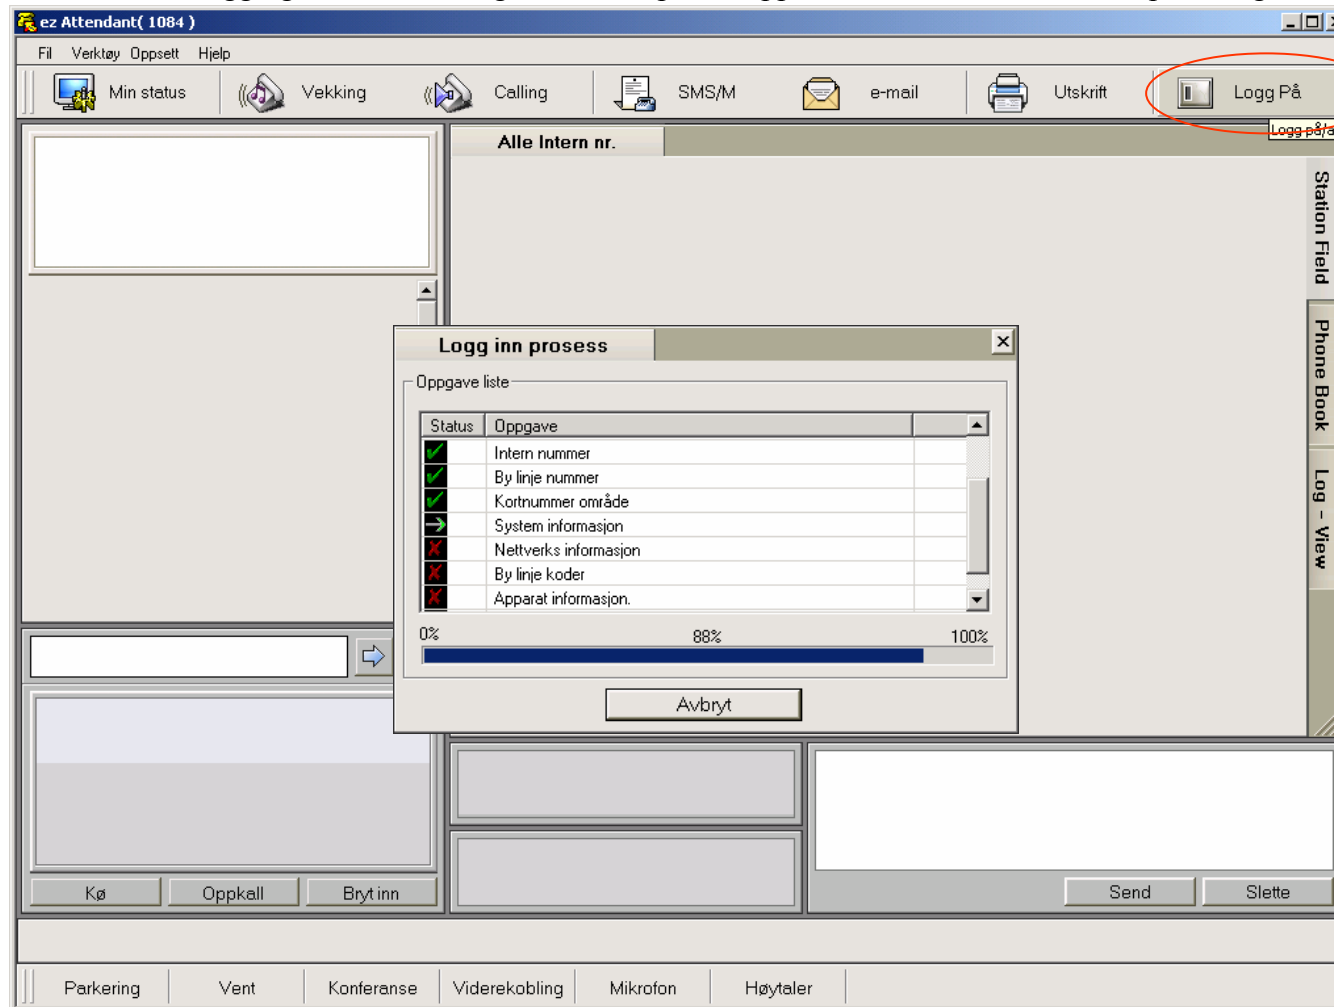 ez Attendant( 1084 )
Fil Verktøy Oppsett Hjelp
Min status Vekking Calling SMS/M e-mail Utskrift Logg På
Logg på/a
Alle Intern nr.
Station Field
Phone Book
Log - View
Logg inn prosess
Oppgave liste
Status Oppgave
Intern nummer
By linje nummer
Kortnummer område
System informasjon
Nettverks informasjon
By linje koder
Apparat informasjon.
0% 88% 100%
Avbryt
Kø Oppkall Bryt inn
Send Slette
Parkering Vent Konferanse Viderekobling Mikrofon Høytaler